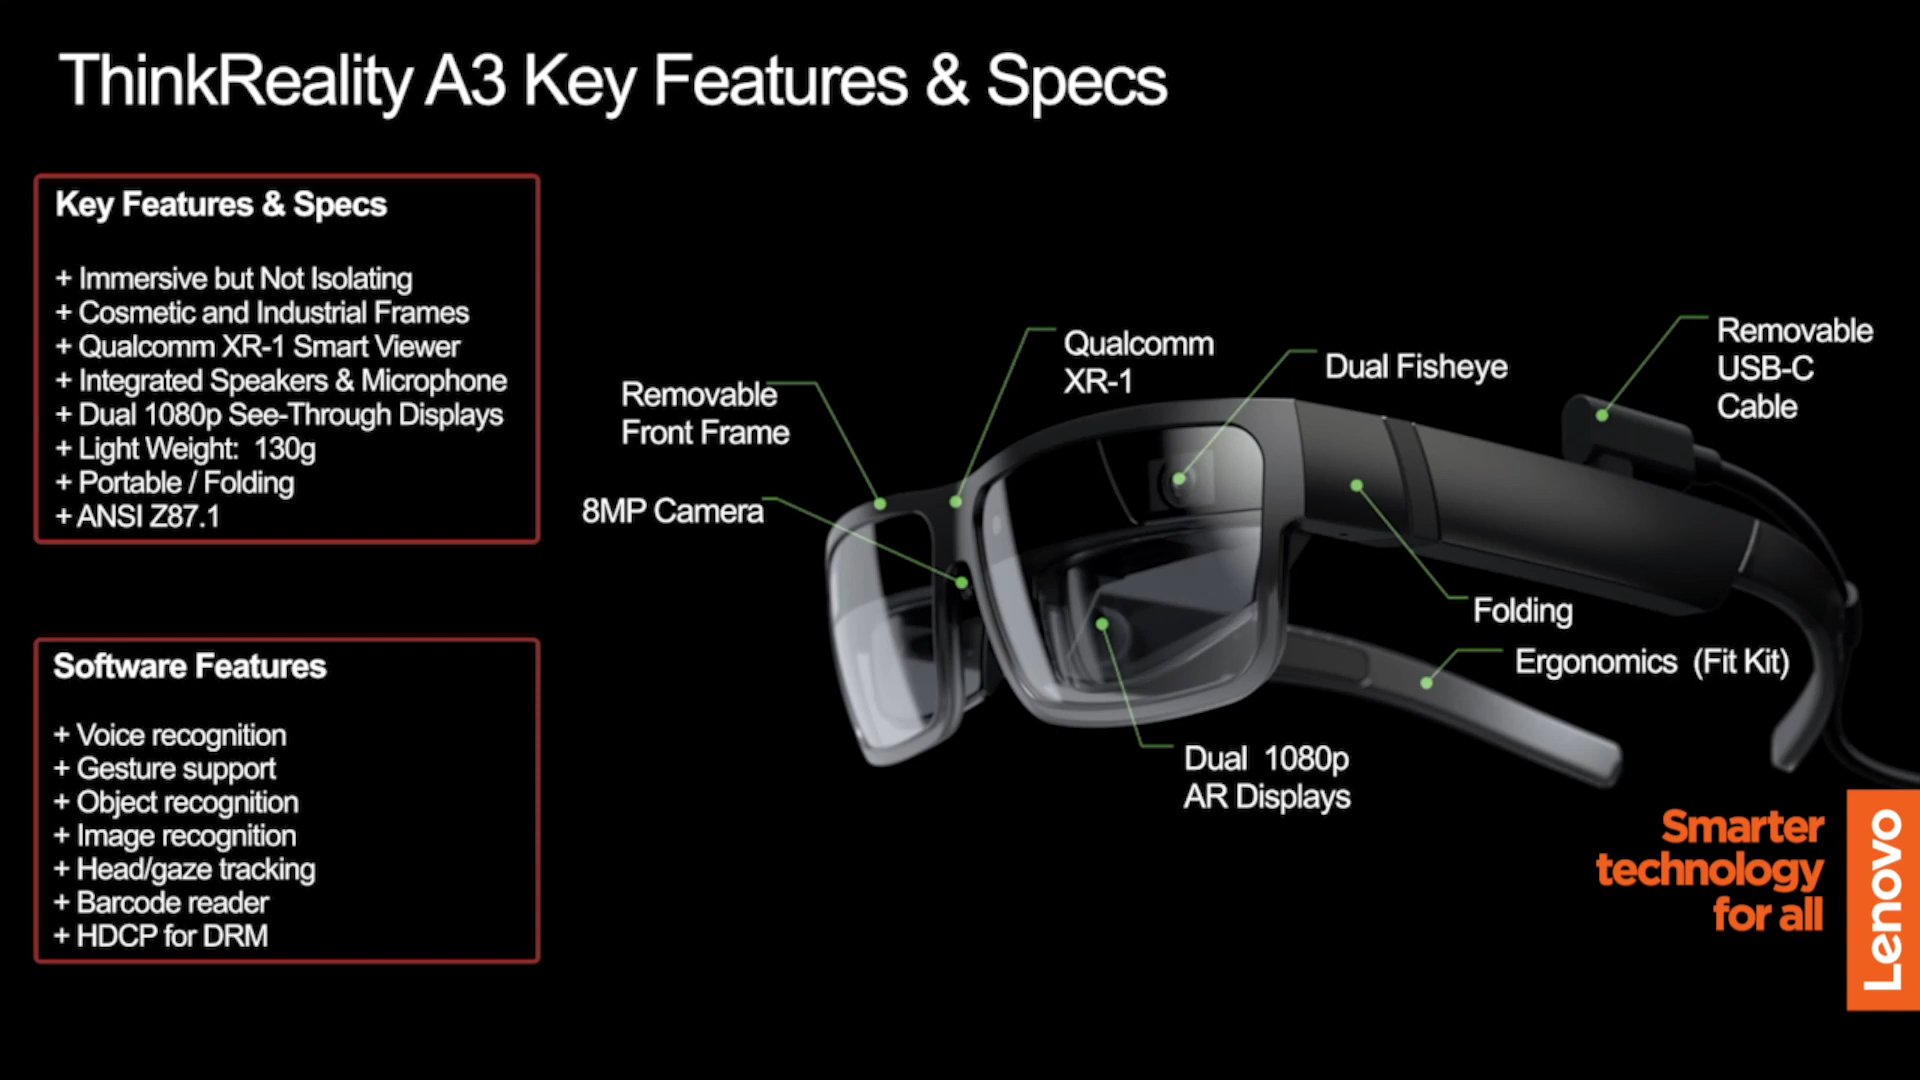 ThinkReality A3 Key Features & Specs
Key Features & Specs
+ Immersive but Not Isolating
+ Cosmetic and Industrial Frames
+ Qualcomm XR-1 Smart Viewer
+ Integrated Speakers & Microphone
+ Dual 1080p See-Through Displays
+ Light Weight: 130g
+ Portable / Folding
+ ANSI Z87.1
Software Features
+ Voice recognition
+ Gesture support
+ Object recognition
+ Image recognition
+ Head/gaze tracking
+ Barcode reader
+ HDCP for DRM
Removable
Front Frame
8MP Camera
Qualcomm
XR-1
Dual Fisheye
Removable
USB-C
Cable
Folding
Ergonomics (Fit Kit)
Dual 1080p
AR Displays
Smarter
technology
for all
Lenovo